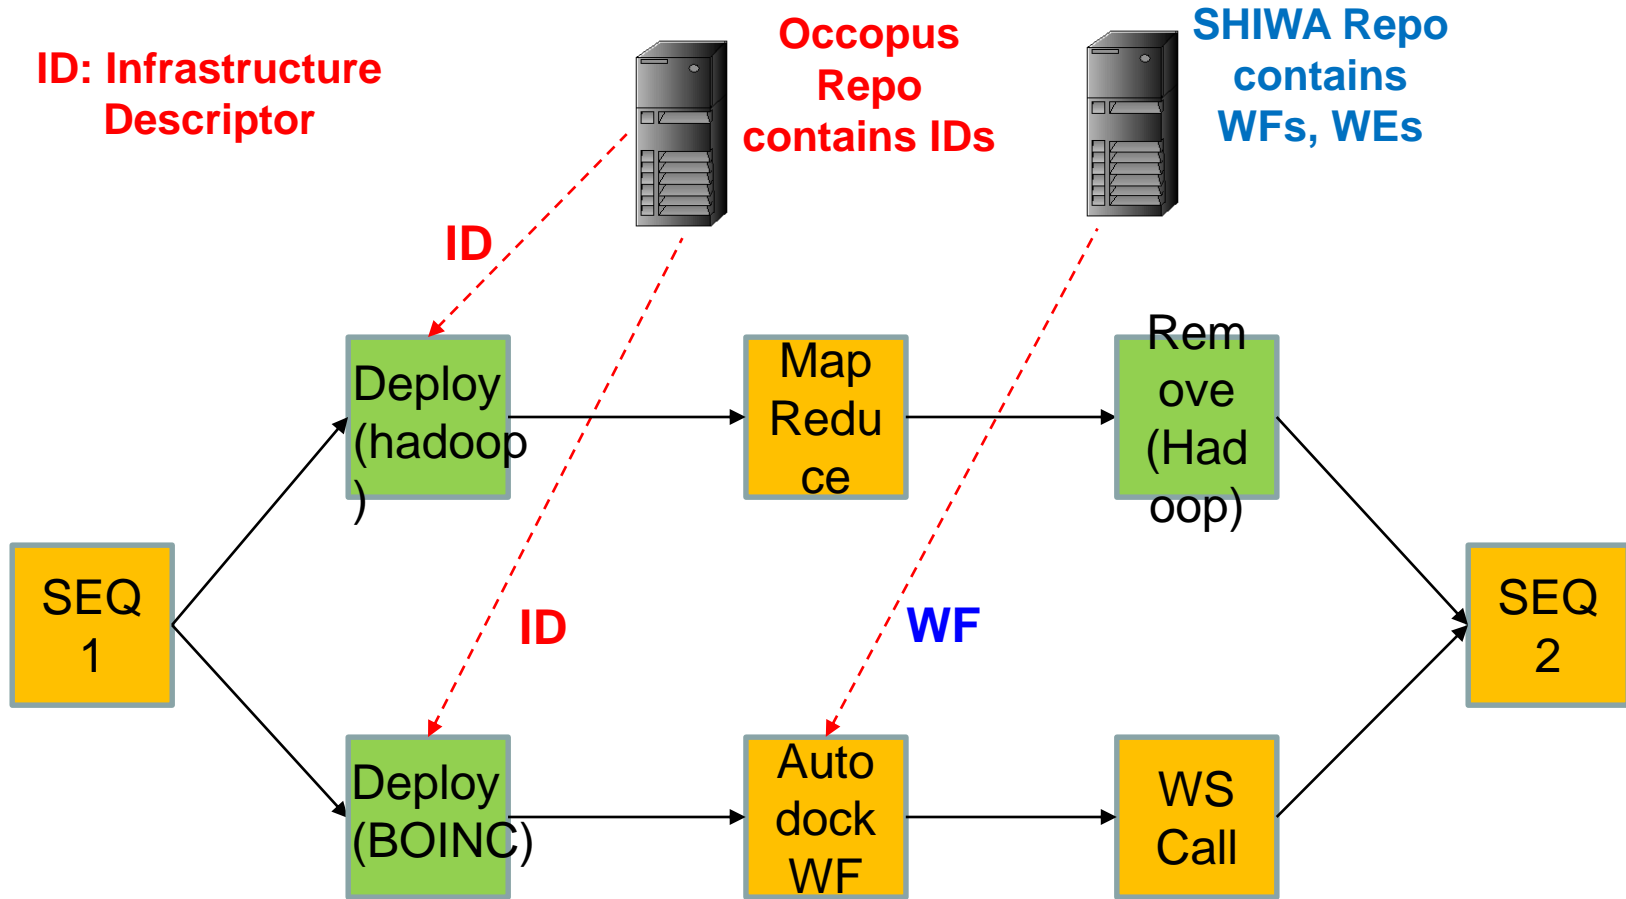 ID: Infrastructure
Descriptor
Occopus
Repo
contains IDs
SHIWA Repo
contains
WFs, WEs
ID
Deploy
(hadoop
)
Map
Redu
ce
Rem
ove
(Had
oop)
SEQ
1
ID
WF
SEQ
2
Deploy
(BOINC)
Auto
dock
WF
WS
Call